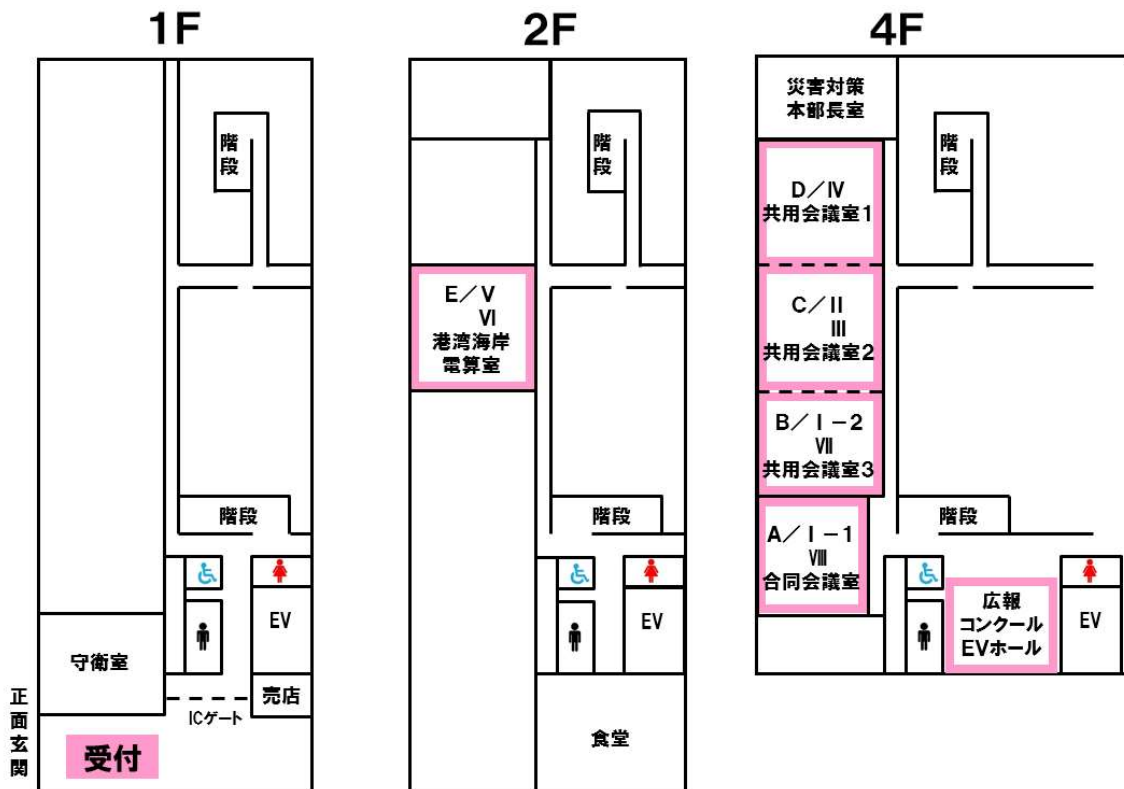 1F
階段
階段
EV
守衛室
売店
ICゲート
正面玄関
受付
2F
階段
E/V
VI
港湾海岸
電算室
階段
EV
食堂
4F
災害対策
本部長室
階段
D/IV
共用会議室1
C/II
III
共用会議室2
B/I-2
VII
共用会議室3
階段
A/I-1
VIII
合同会議室
広報
コンクール
EVホール
EV